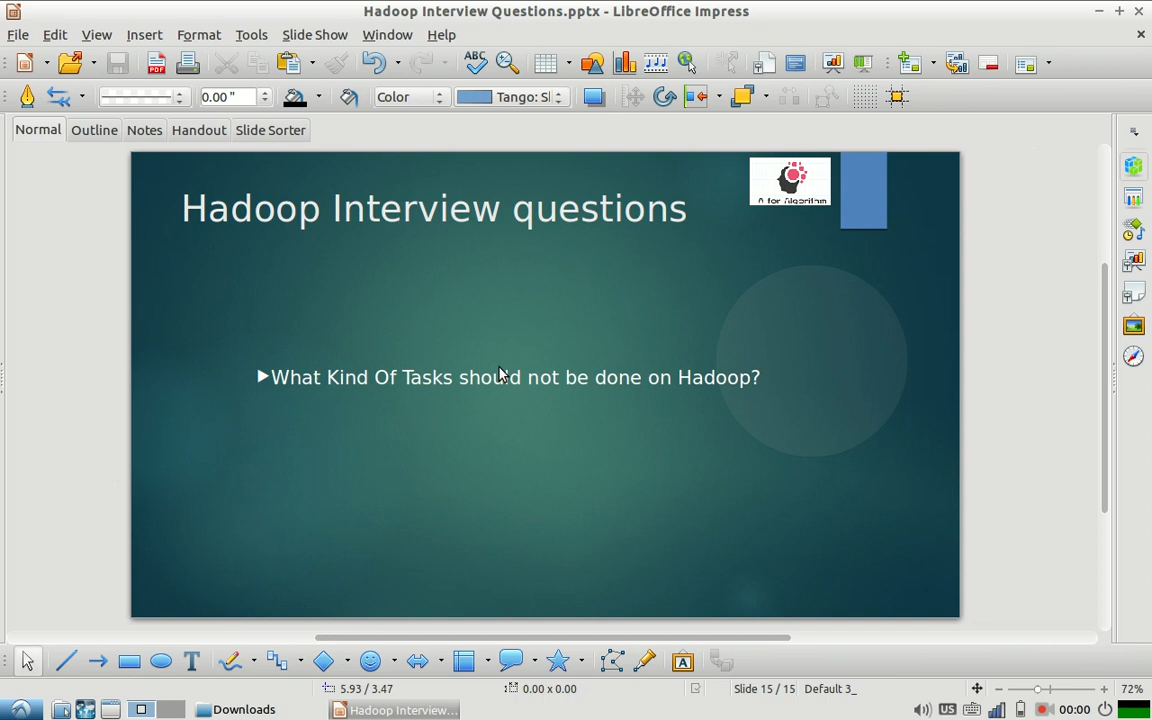 Hadoop Interview Questions.pptx - LibreOffice Impress
File Edit View Insert Format Tools Slide Show Window Help
ABC
0.00 " Color Tango: Sl
Normal Outline Notes Handout Slide Sorter
A for Algorithm
Hadoop Interview questions
What Kind Of Tasks should not be done on Hadoop?
T A
5.93 / 3.47 0.00 x 0.00 Slide 15 / 15 Default 3_ 72%
Downloads Hadoop Interview... US 00:00